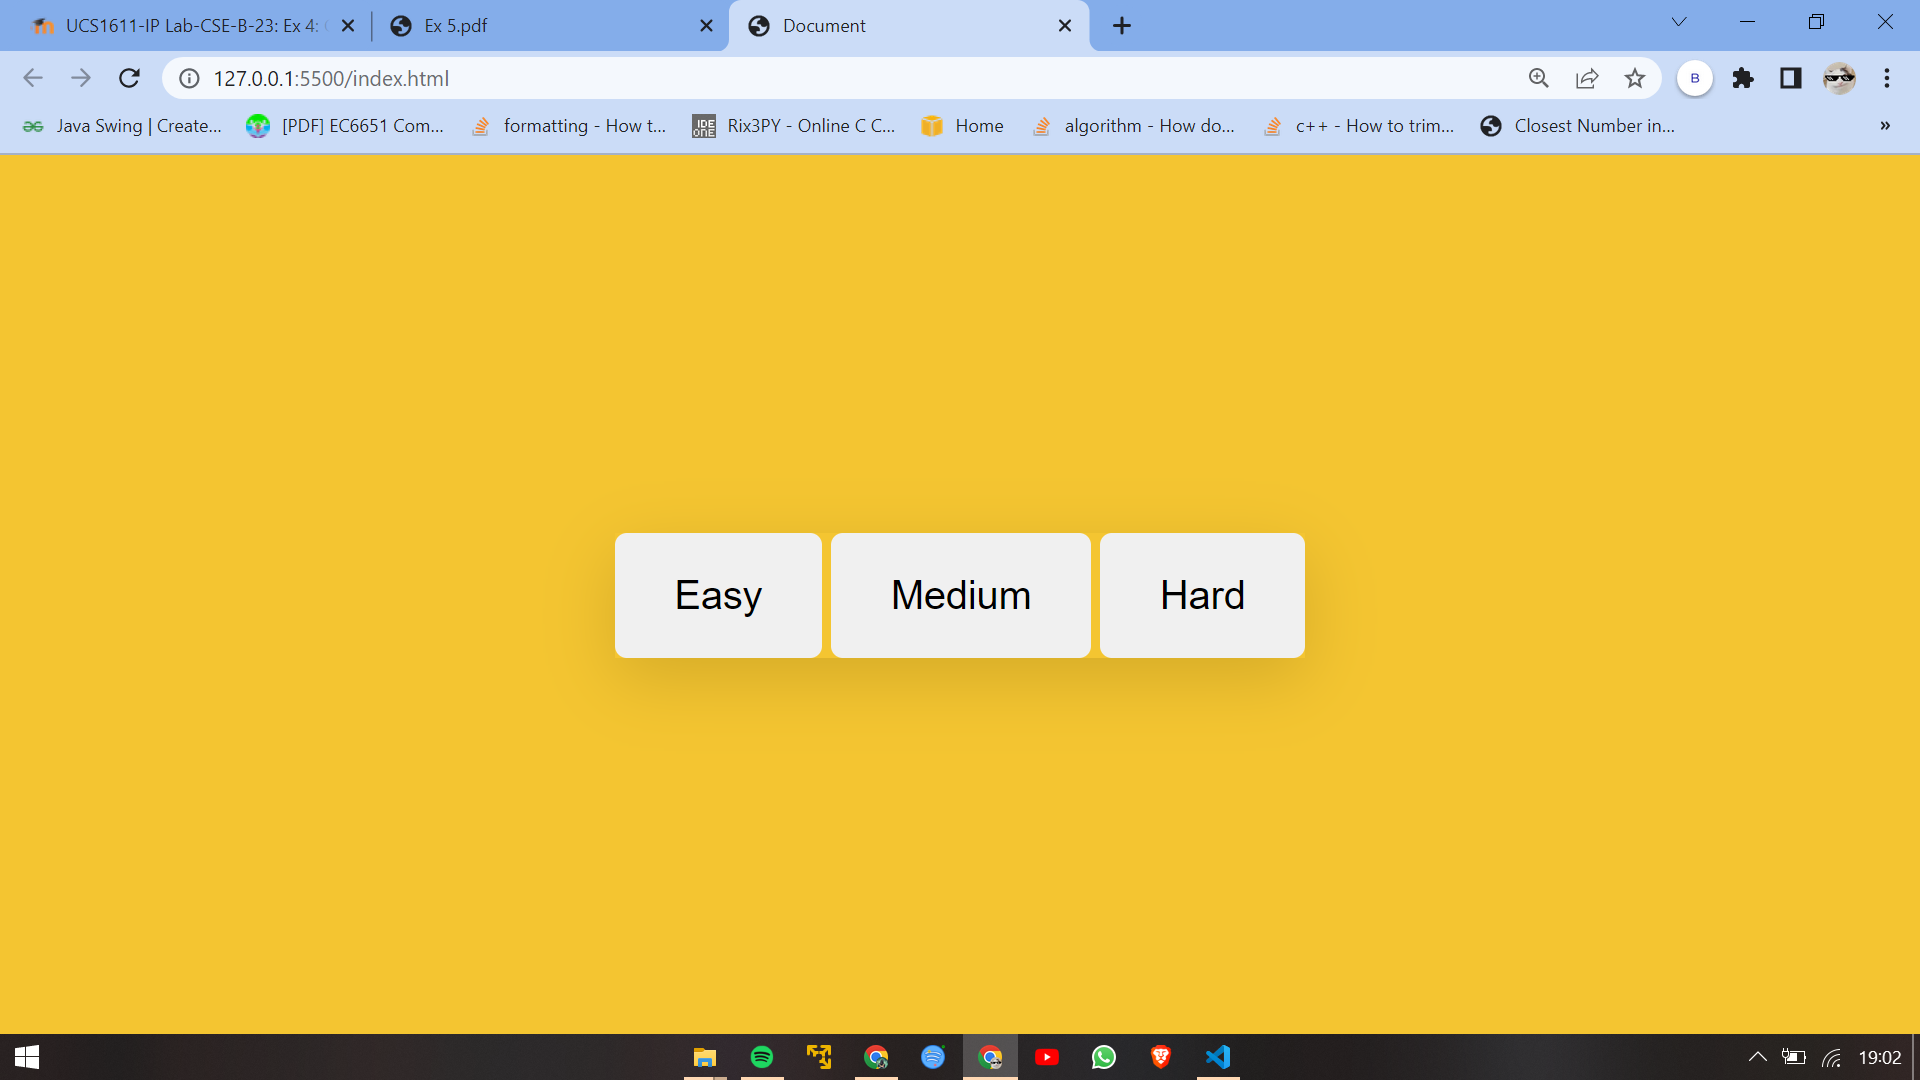 UCS1611-IP Lab-CSE-B-23: Ex 4:
Ex 5.pdf
Document
127.0.0.1:5500/index.html
B
Java Swing | Create...
[PDF] EC6651 Com...
formatting - How t...
IDE ONE
Rix3PY - Online C C...
Home
algorithm - How do...
c++ - How to trim...
Closest Number in...
»
Easy
Medium
Hard
19:02